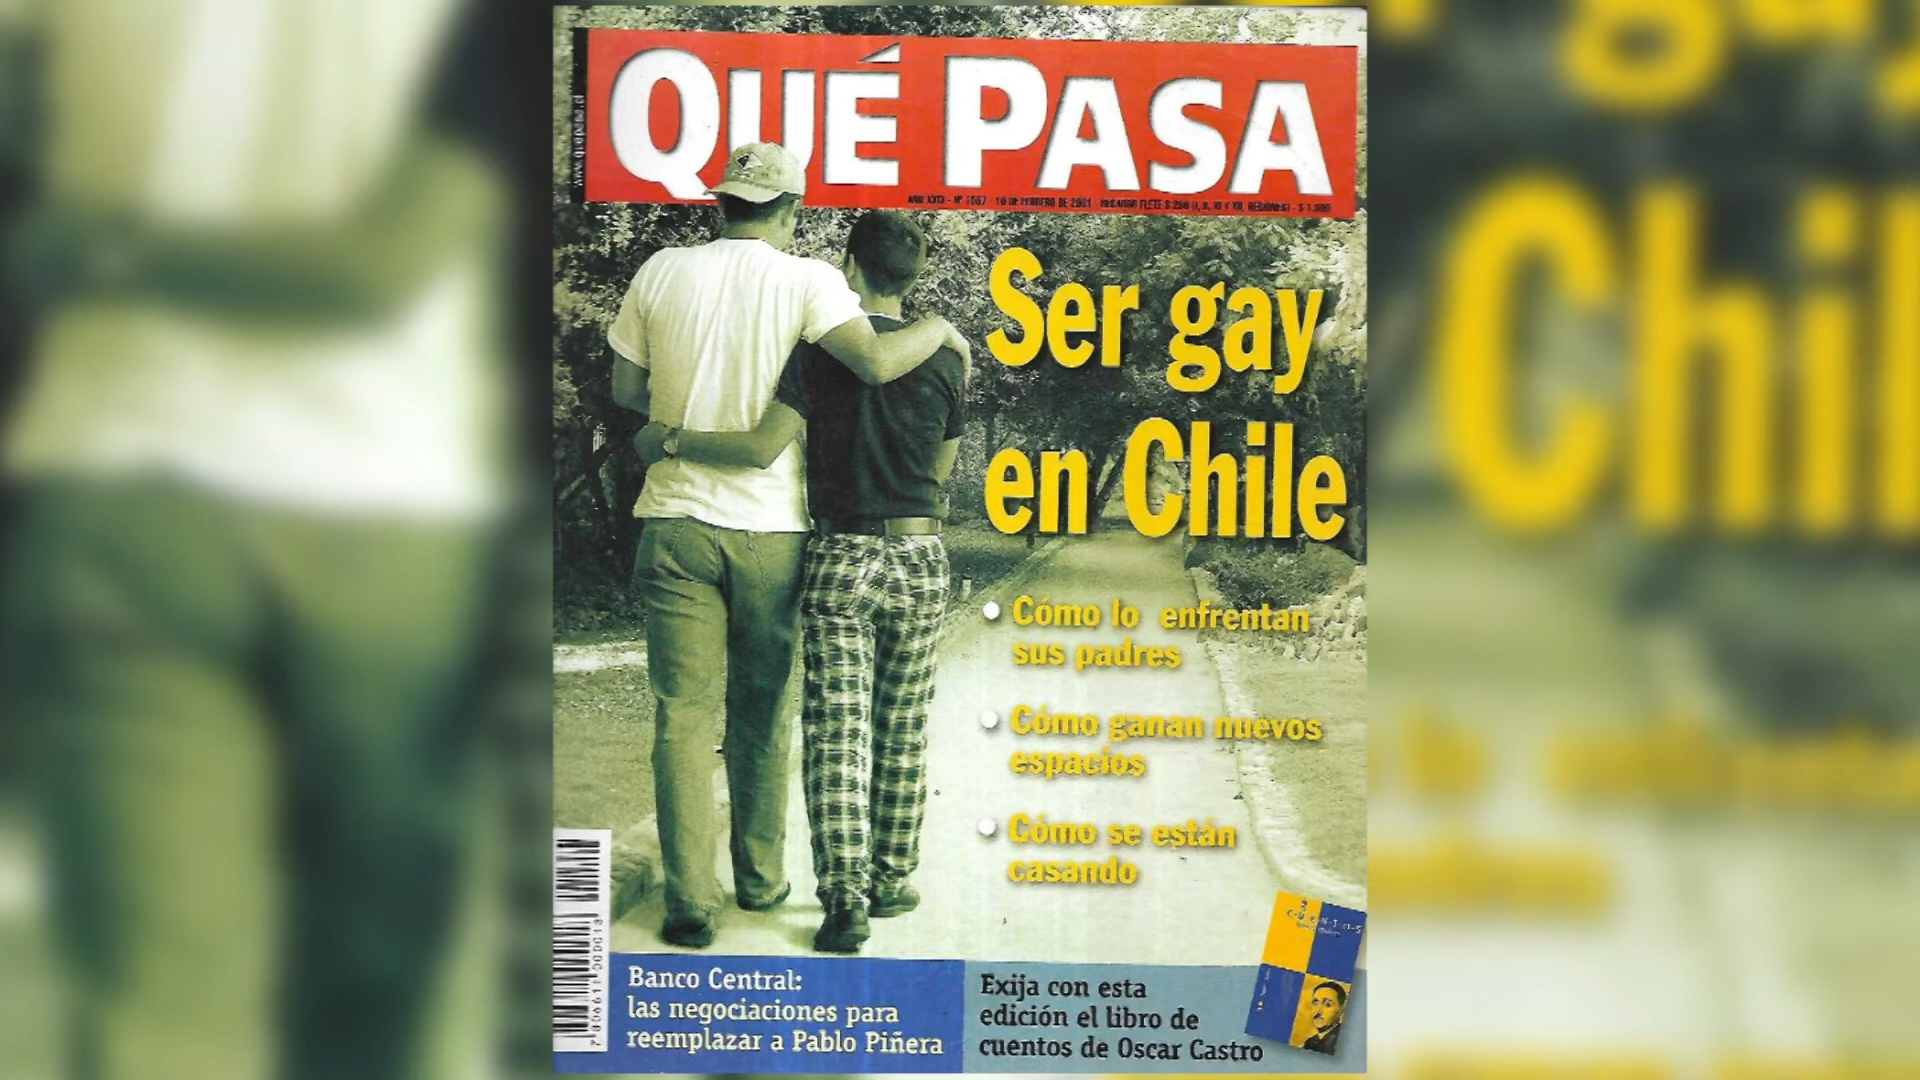 QUÉ PASA
Ser gay
en Chile
• Cómo lo enfrentan
sus padres
• Cómo ganan nuevos
espacios
• Cómo se están
casando
Banco Central:
las negociaciones para
reemplazar a Pablo Piñera
Exija con esta
edición el libro de
cuentos de Oscar Castro
CUENTOS